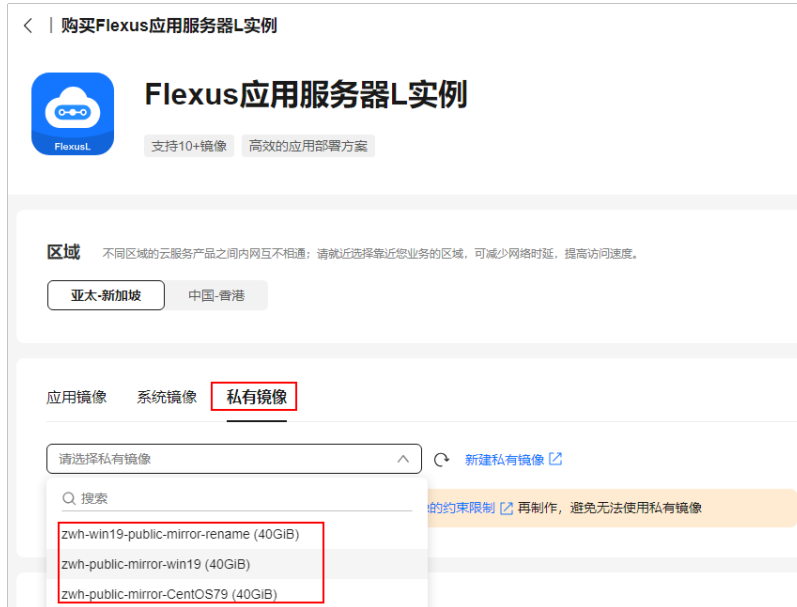 购买Flexus应用服务器L实例
Flexus应用服务器L实例
FlexusL
支持10+镜像 高效的应用部署方案
区域 不同区域的云服务产品之间内网互不相通；请就近选择靠近您业务的区域，可减少网络时延，提高访问速度。
亚太-新加坡 中国-香港
应用镜像 系统镜像 私有镜像
请选择私有镜像 新建私有镜像
搜索
的约束限制 再制作，避免无法使用私有镜像
zwh-win19-public-mirror-rename (40GiB)
zwh-public-mirror-win19 (40GiB)
zwh-public-mirror-CentOS79 (40GiB)